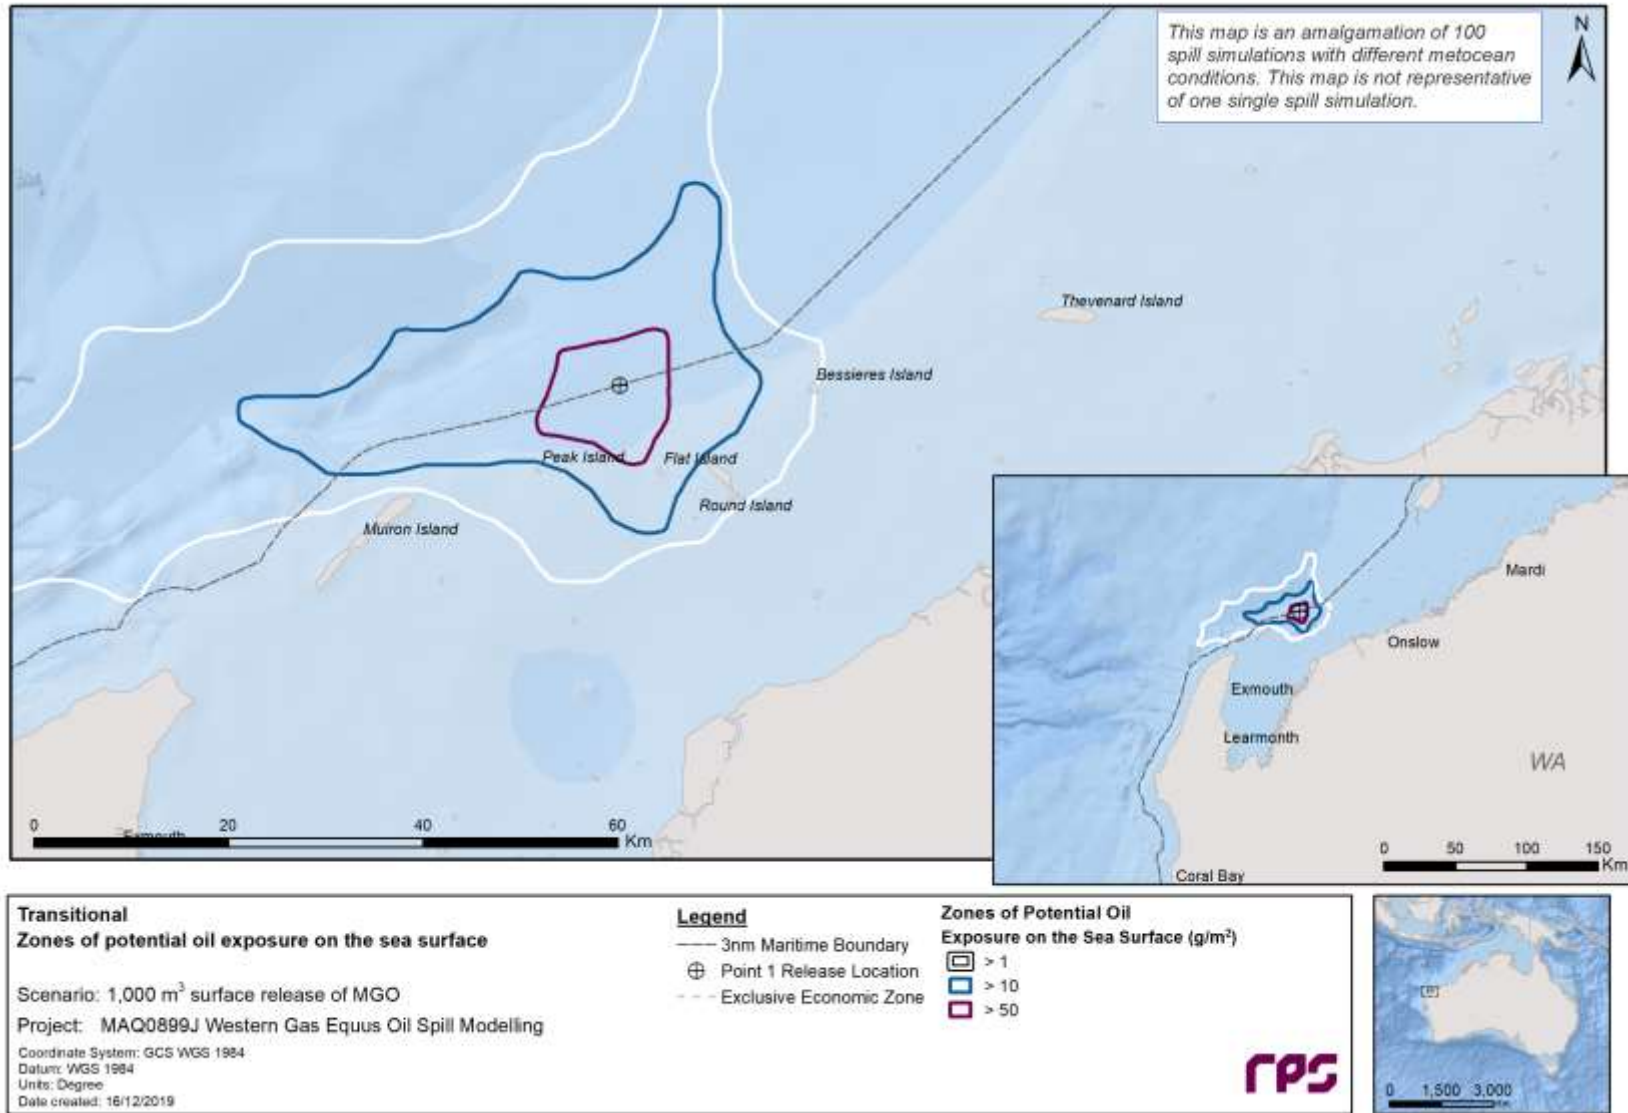 This map is an amalgamation of 100
spill simulations with different metocean
conditions. This map is not representative
of one single spill simulation.
N
Thevenard Island
Bessieres Island
Peak Island
Flat Island
Round Island
Muiron Island
0 20 40 60
Km
Exmouth
Mardi
Onslow
Exmouth
Learmonth
WA
Coral Bay
0 50 100 150
Km
Transitional
Zones of potential oil exposure on the sea surface
Scenario: 1,000 m³ surface release of MGO
Project: MAQ0899J Western Gas Equus Oil Spill Modelling
Coordinate System: GCS WGS 1984
Datum: WGS 1984
Units: Degree
Date created: 16/12/2019
Legend
3nm Maritime Boundary
Point 1 Release Location
Exclusive Economic Zone
Zones of Potential Oil
Exposure on the Sea Surface (g/m²)
> 1
> 10
> 50
rps
0 1,500 3,000